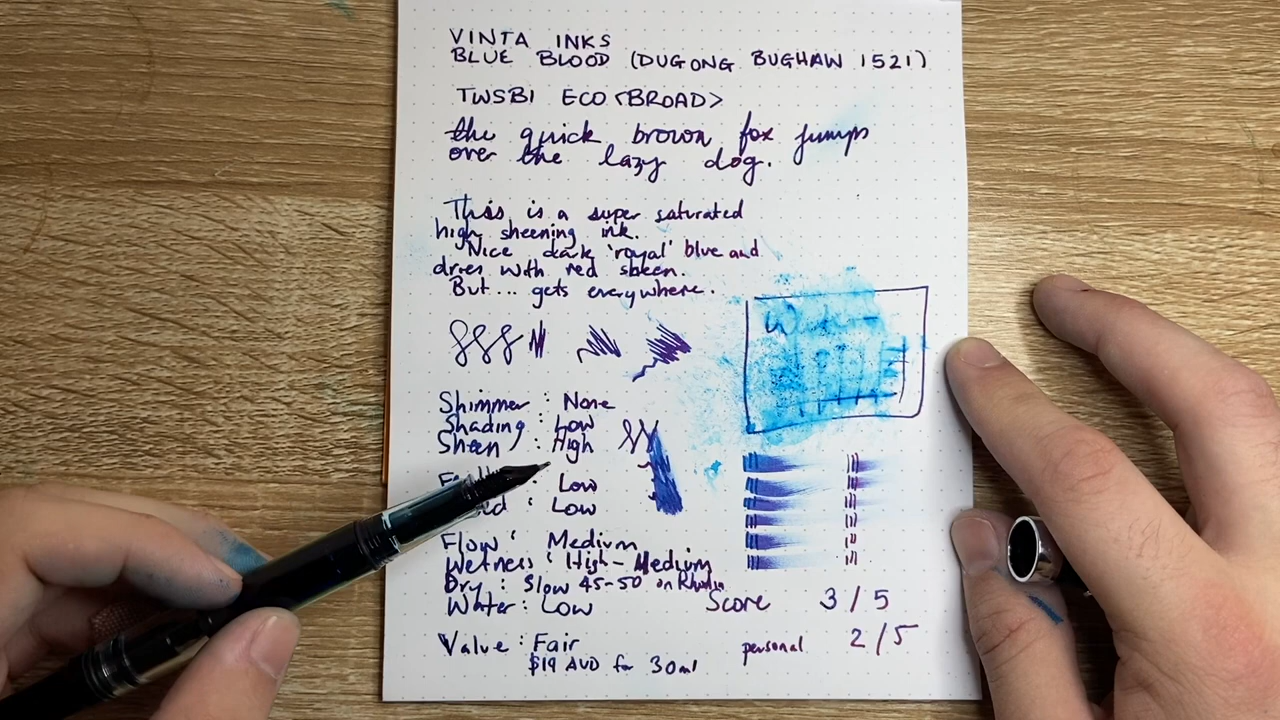 VINTA INKS
BLUE BLOOD (DUGONG BUGHAW 1521)
TWSBI ECO <BROAD>
the quick brown fox jumps
over the lazy dog.
This is a super saturated
high sheening ink.
Nice dark 'royal' blue and
dries with red sheen.
But... gets everywhere.
Water
Shimmer : None
Shading : Low
Sheen : High
: Low
: Low
Flow : Medium
Wetness : High-Medium
Dry : Slow 45-50 on Rhodia
Water : Low
Score 3/5
Value : Fair
personal 2/5
$19 AUD for 30ml